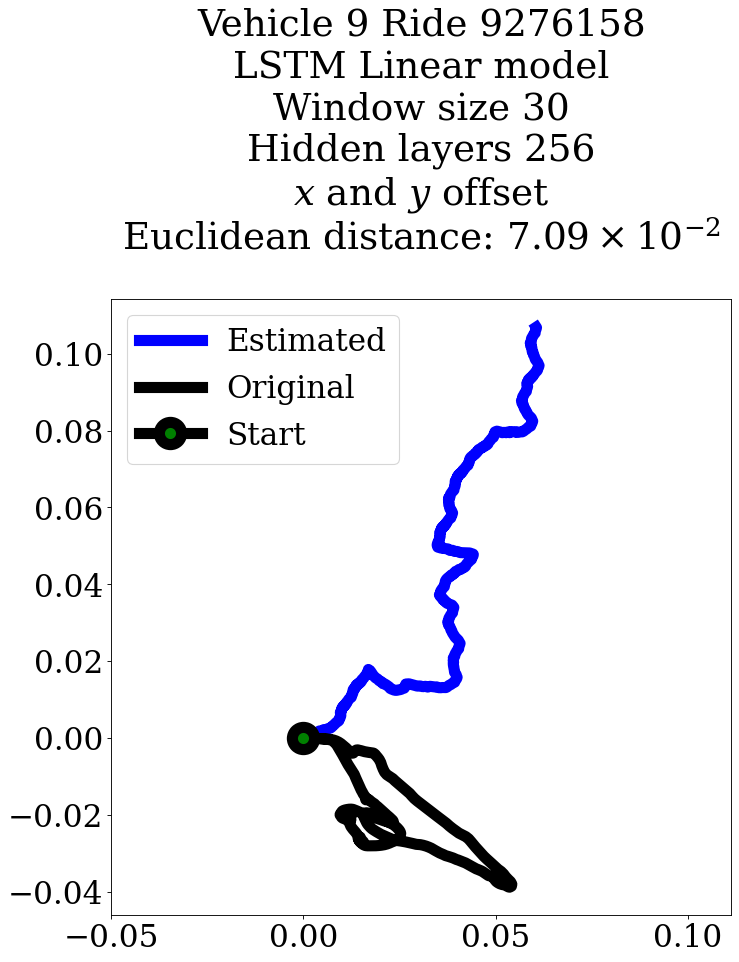 Vehicle 9 Ride 9276158
LSTM Linear model
Window size 30
Hidden layers 256
x and y offset
Euclidean distance: 7.09 × 10⁻²
Estimated
Original
Start
0.10
0.08
0.06
0.04
0.02
0.00
−0.02
−0.04
−0.05 0.00 0.05 0.10